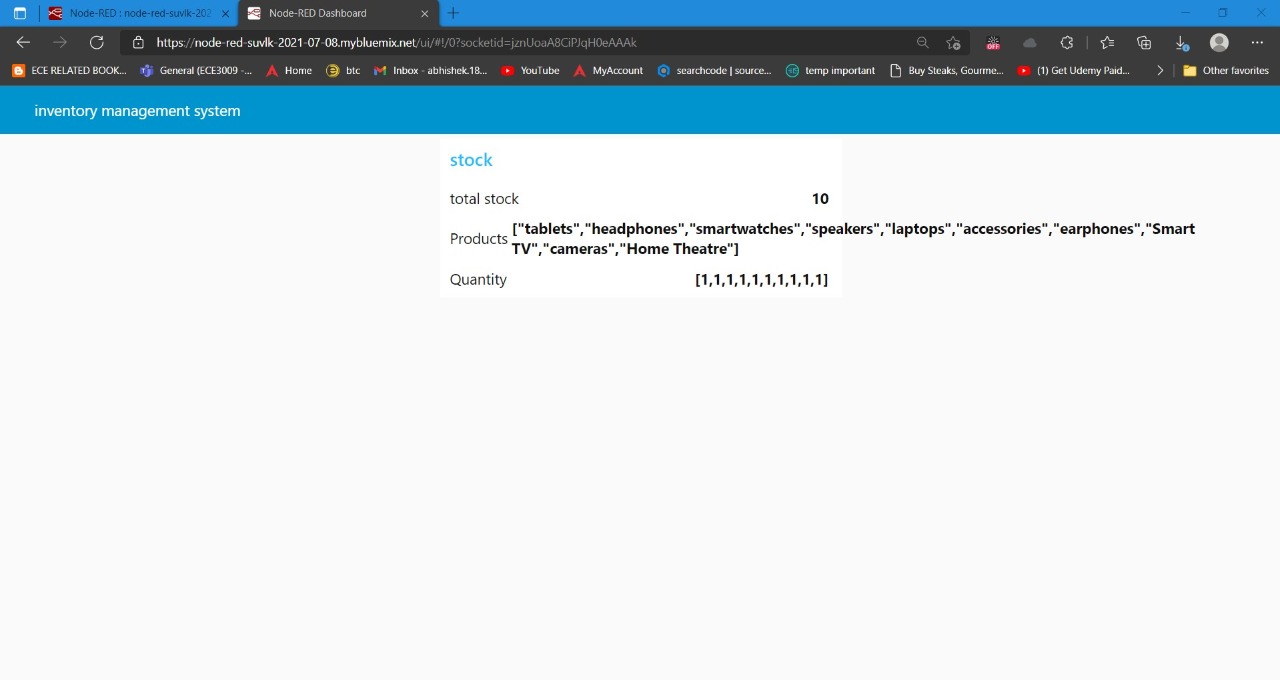 Node-RED : node-red-suvlk-202
Node-RED Dashboard
https://node-red-suvlk-2021-07-08.mybluemix.net/ui/#!/0?socketid=jznUoaA8CiPJqH0eAAAk
OFF
ECE RELATED BOOK...
General (ECE3009 -...
Home
btc
Inbox - abhishek.18...
YouTube
MyAccount
searchcode | source...
temp important
Buy Steaks, Gourme...
(1) Get Udemy Paid...
Other favorites
inventory management system
stock
total stock 10
Products ["tablets","headphones","smartwatches","speakers","laptops","accessories","earphones","Smart
TV","cameras","Home Theatre"]
Quantity [1,1,1,1,1,1,1,1,1,1]